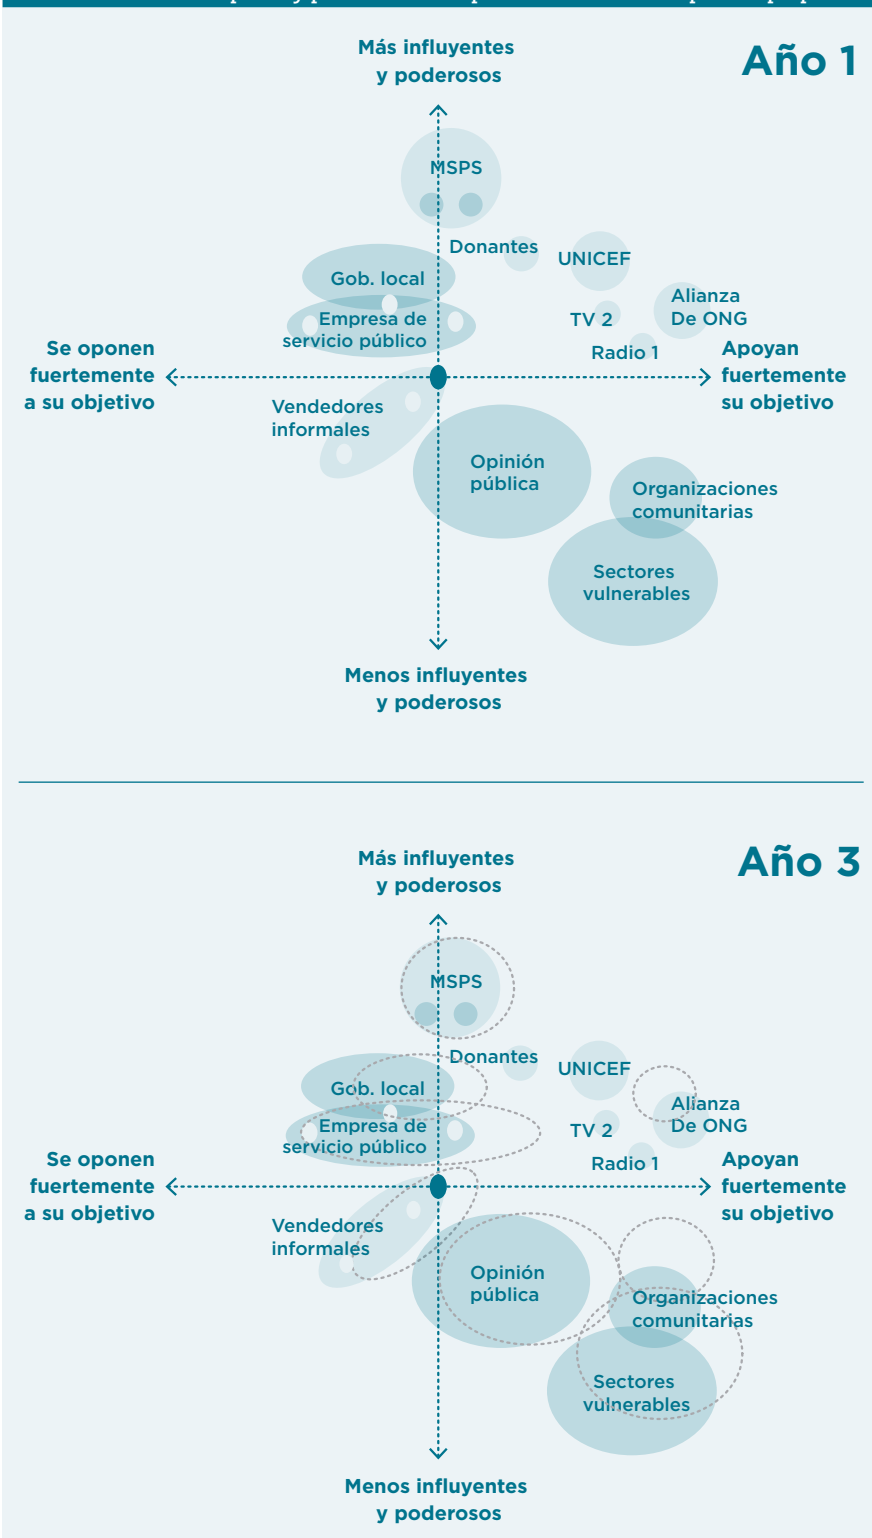 Más influyentes
y poderosos
Año 1
MSPS
Donantes
UNICEF
Gob. local
Alianza
De ONG
Empresa de
servicio público
TV 2
Radio 1
Se oponen
fuertemente
a su objetivo
Apoyan
fuertemente
su objetivo
Vendedores
informales
Opinión
pública
Organizaciones
comunitarias
Sectores
vulnerables
Menos influyentes
y poderosos
Más influyentes
y poderosos
Año 3
MSPS
Donantes
UNICEF
Gob. local
Alianza
De ONG
Empresa de
servicio público
TV 2
Radio 1
Se oponen
fuertemente
a su objetivo
Apoyan
fuertemente
su objetivo
Vendedores
informales
Opinión
pública
Organizaciones
comunitarias
Sectores
vulnerables
Menos influyentes
y poderosos